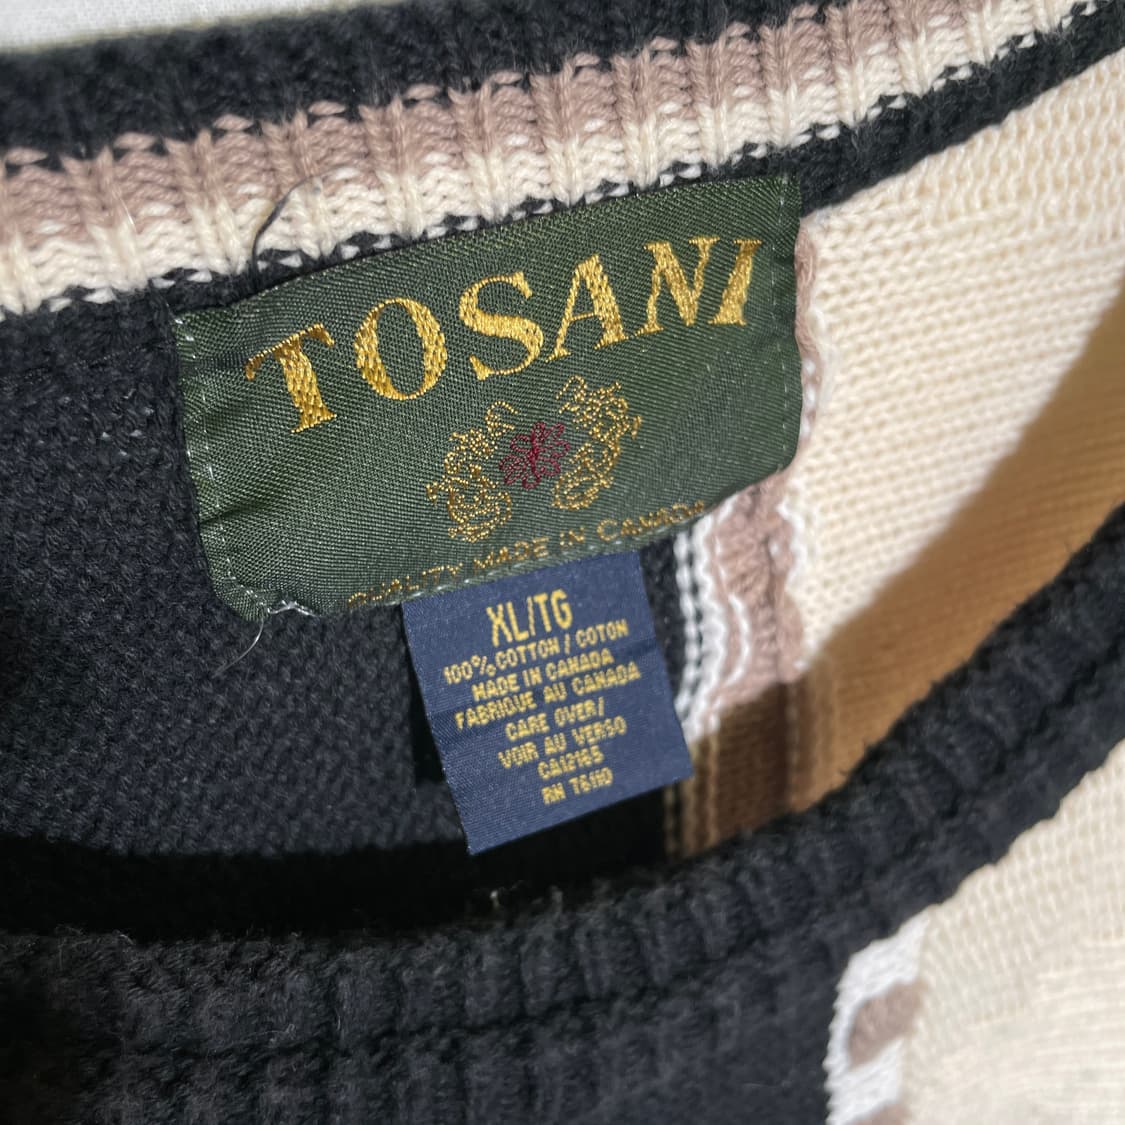 TOSANI
QUALITY MADE IN CANADA
XL/TG
100% COTTON / COTON
MADE IN CANADA
FABRIQUE AU CANADA
CARE OVER/
VOIR AU VERSO
CA12165
RN 76110